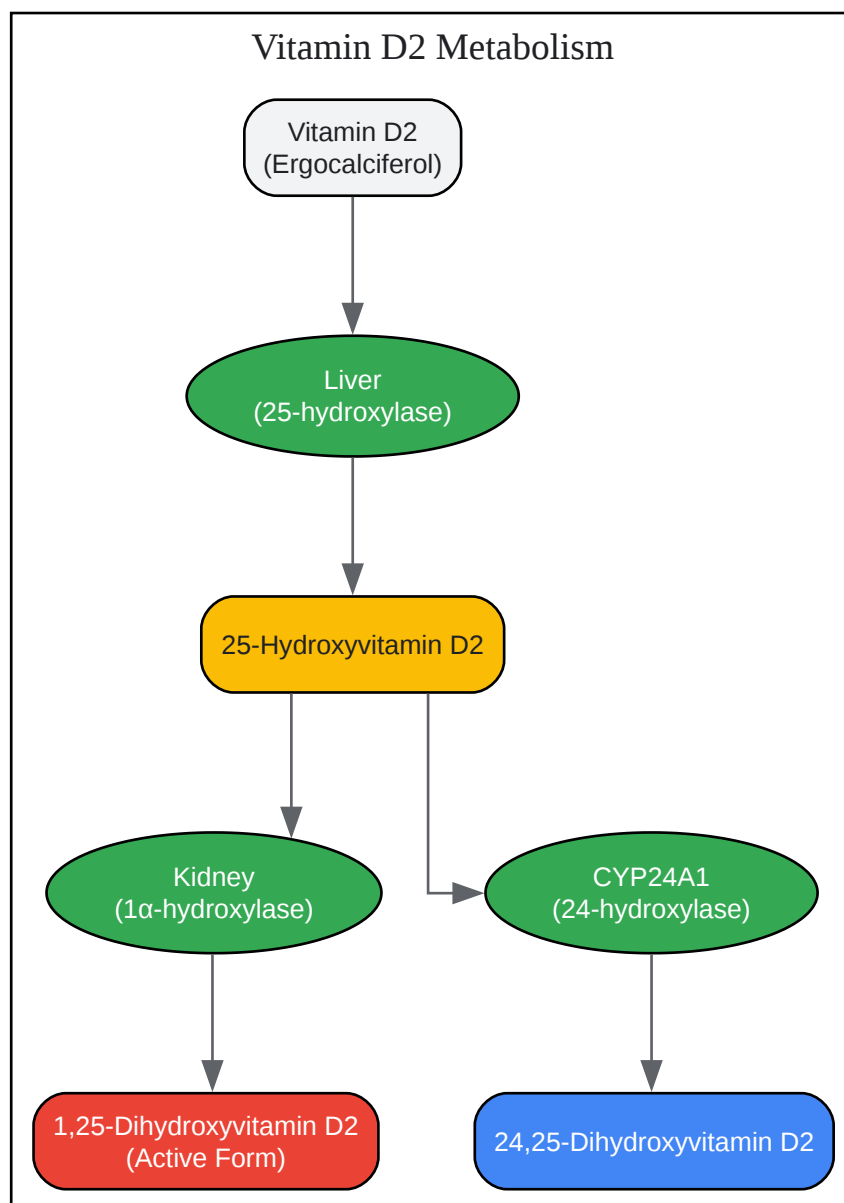 Vitamin D2 Metabolism
Vitamin D2
(Ergocalciferol)
Liver
(25-hydroxylase)
25-Hydroxyvitamin D2
Kidney
(1α-hydroxylase)
CYP24A1
(24-hydroxylase)
1,25-Dihydroxyvitamin D2
(Active Form)
24,25-Dihydroxyvitamin D2